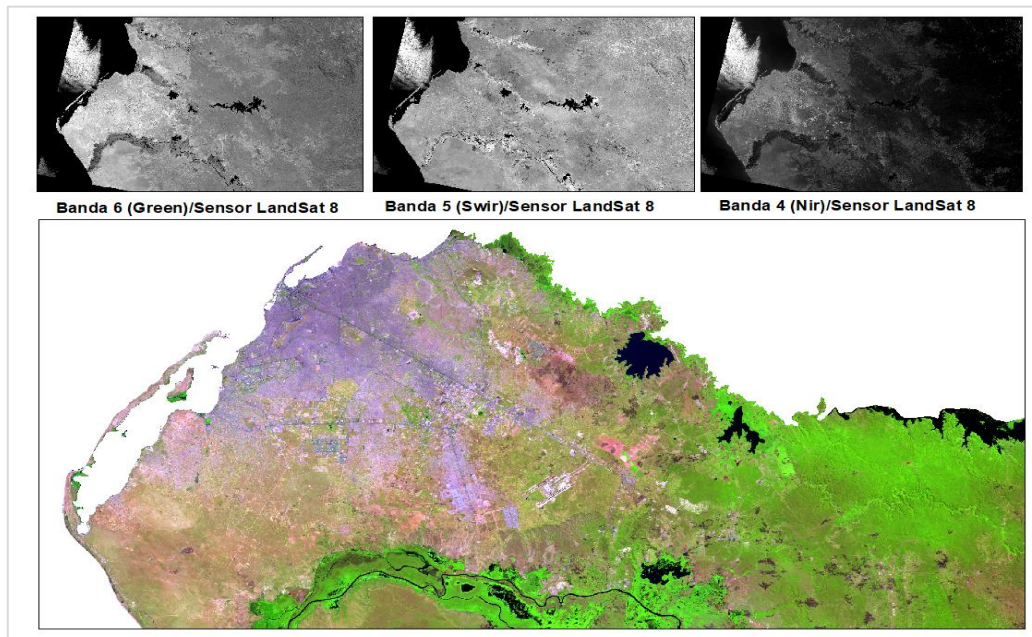 Banda 6 (Green)/Sensor LandSat 8
Banda 5 (Swir)/Sensor LandSat 8
Banda 4 (Nir)/Sensor LandSat 8